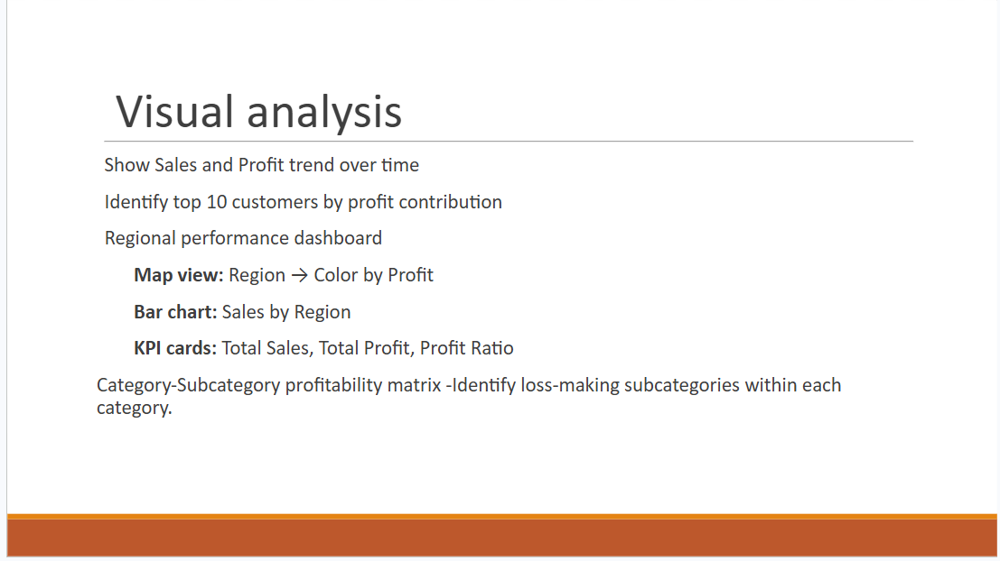 Visual analysis
Show Sales and Profit trend over time
Identify top 10 customers by profit contribution
Regional performance dashboard
Map view: Region → Color by Profit
Bar chart: Sales by Region
KPI cards: Total Sales, Total Profit, Profit Ratio
Category-Subcategory profitability matrix -Identify loss-making subcategories within each
category.